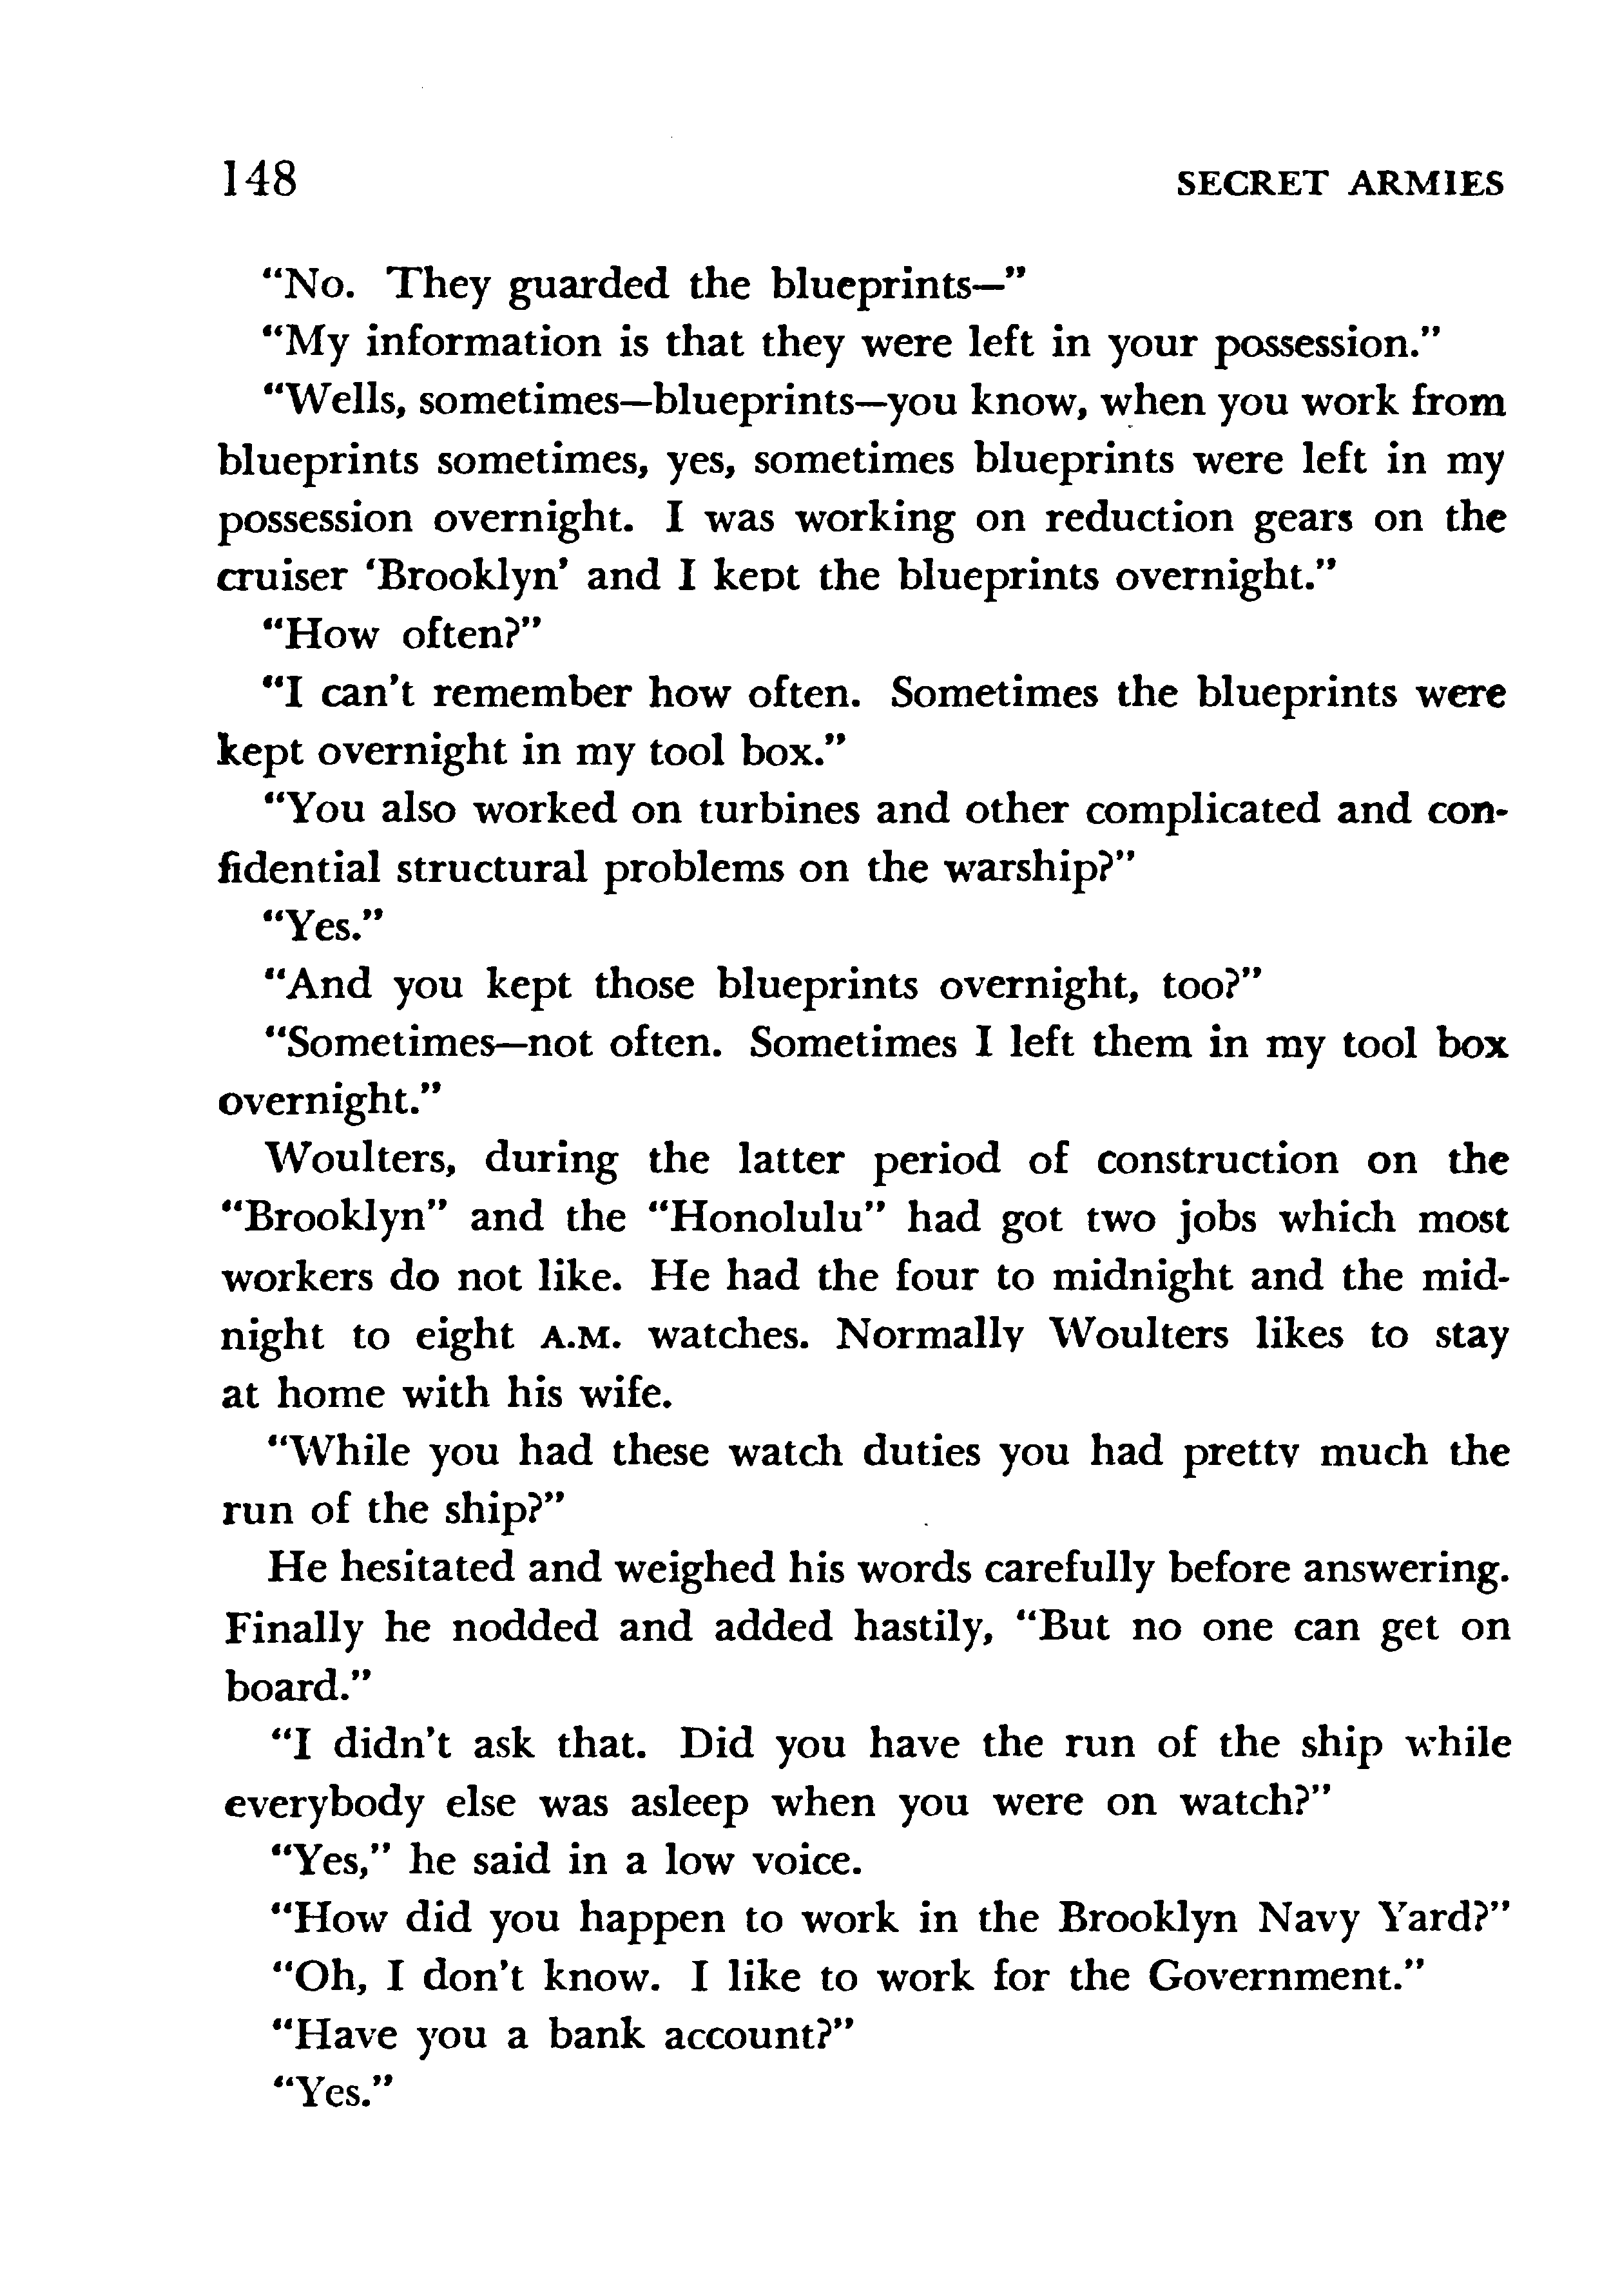 148 SECRET ARMIES
“No. They guarded the blueprints—”
“My information is that they were left in your possession.”
“Wells, sometimes—blueprints—you know, when you work from
blueprints sometimes, yes, sometimes blueprints were left in my
possession overnight. I was working on reduction gears on the
cruiser ‘Brooklyn’ and I kept the blueprints overnight.”
“How often?”
“I can’t remember how often. Sometimes the blueprints were
kept overnight in my tool box.”
“You also worked on turbines and other complicated and con-
fidential structural problems on the warship?”
“Yes.”
“And you kept those blueprints overnight, too?”
“Sometimes—not often. Sometimes I left them in my tool box
overnight.”
Woulters, during the latter period of construction on the
“Brooklyn” and the “Honolulu” had got two jobs which most
workers do not like. He had the four to midnight and the mid-
night to eight A.M. watches. Normally Woulters likes to stay
at home with his wife.
“While you had these watch duties you had pretty much the
run of the ship?”
He hesitated and weighed his words carefully before answering.
Finally he nodded and added hastily, “But no one can get on
board.”
“I didn’t ask that. Did you have the run of the ship while
everybody else was asleep when you were on watch?”
“Yes,” he said in a low voice.
“How did you happen to work in the Brooklyn Navy Yard?”
“Oh, I don’t know. I like to work for the Government.”
“Have you a bank account?”
“Yes.”